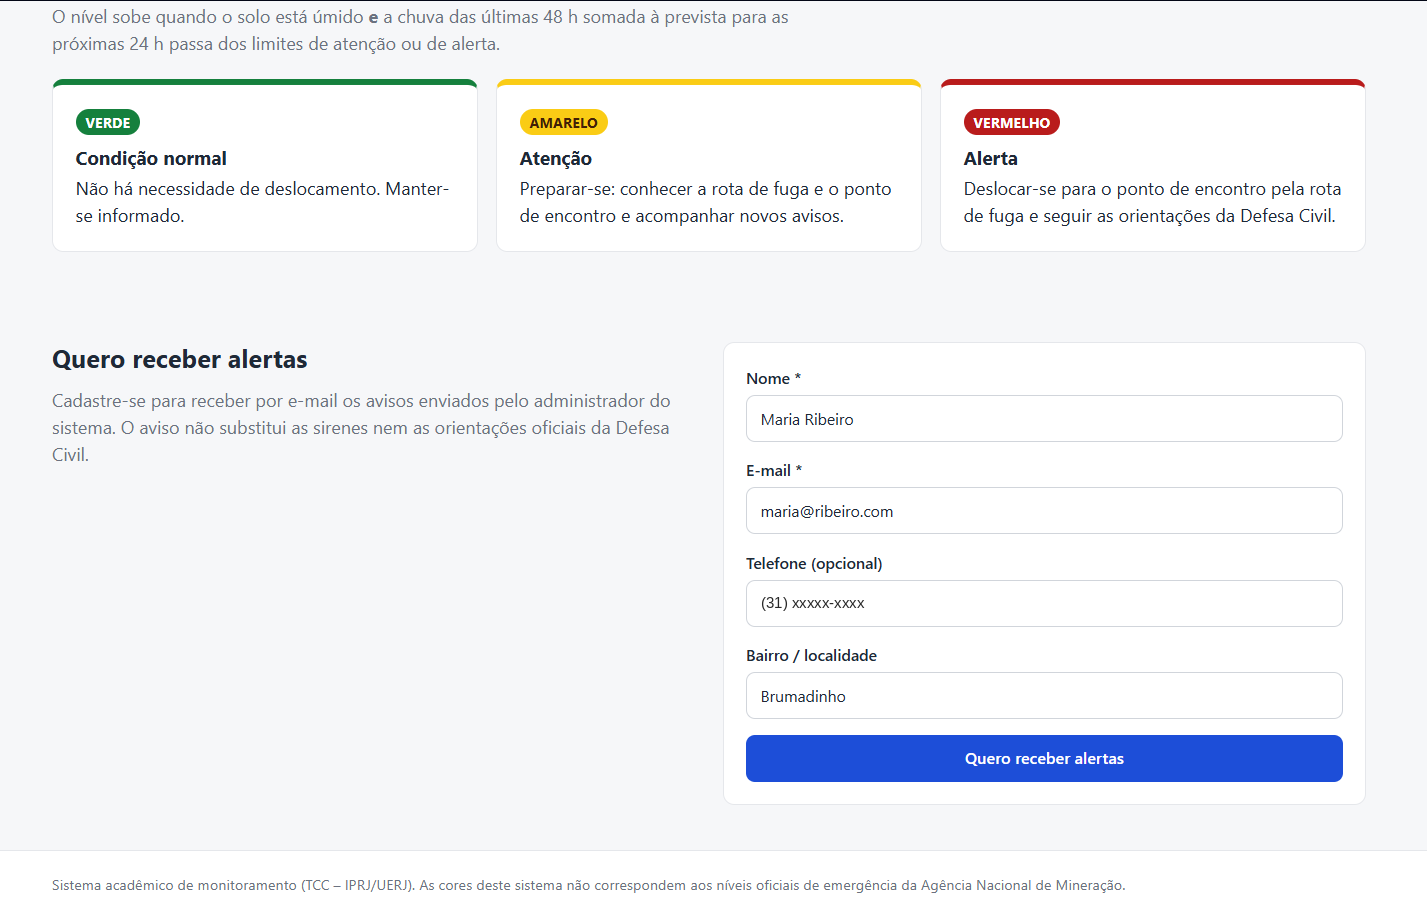 O nível sobe quando o solo está úmido e a chuva das últimas 48 h somada à prevista para as
próximas 24 h passa dos limites de atenção ou de alerta.
VERDE
Condição normal
Não há necessidade de deslocamento. Manter-
se informado.
AMARELO
Atenção
Preparar-se: conhecer a rota de fuga e o ponto
de encontro e acompanhar novos avisos.
VERMELHO
Alerta
Deslocar-se para o ponto de encontro pela rota
de fuga e seguir as orientações da Defesa Civil.
Quero receber alertas
Cadastre-se para receber por e-mail os avisos enviados pelo administrador do
sistema. O aviso não substitui as sirenes nem as orientações oficiais da Defesa
Civil.
Nome *
Maria Ribeiro
E-mail *
maria@ribeiro.com
Telefone (opcional)
(31) xxxxx-xxxx
Bairro / localidade
Brumadinho
Quero receber alertas
Sistema acadêmico de monitoramento (TCC – IPRJ/UERJ). As cores deste sistema não correspondem aos níveis oficiais de emergência da Agência Nacional de Mineração.